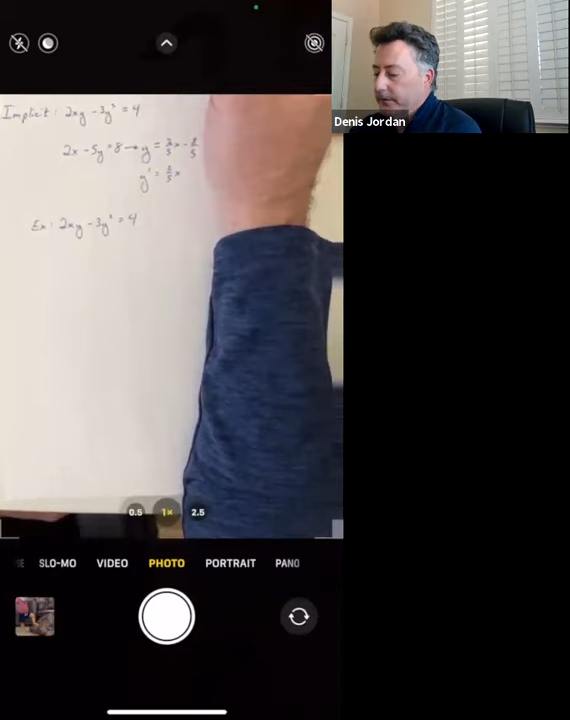 Implicit: 2xy - 3y² = 4
2x - 5y = 8 → y = 2/5 x - 8/5
y' = 2/5 x
Ex: 2xy - 3y² = 4
Denis Jordan
0.5 1× 2.5
SLO-MO VIDEO PHOTO PORTRAIT PANO